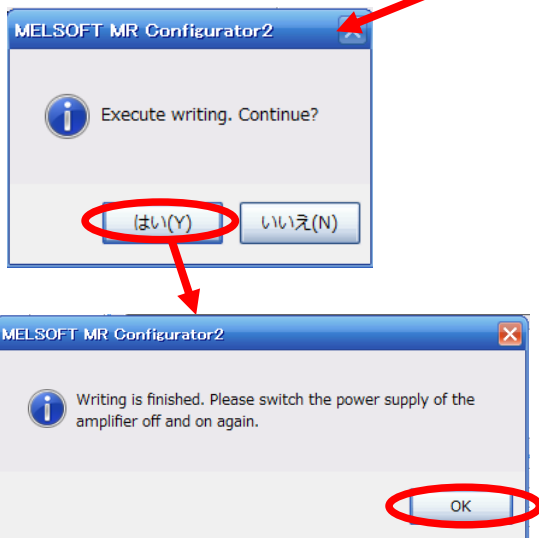 MELSOFT MR Configurator2
Execute writing. Continue?
はい(Y)
いいえ(N)
MELSOFT MR Configurator2
Writing is finished. Please switch the power supply of the
amplifier off and on again.
OK